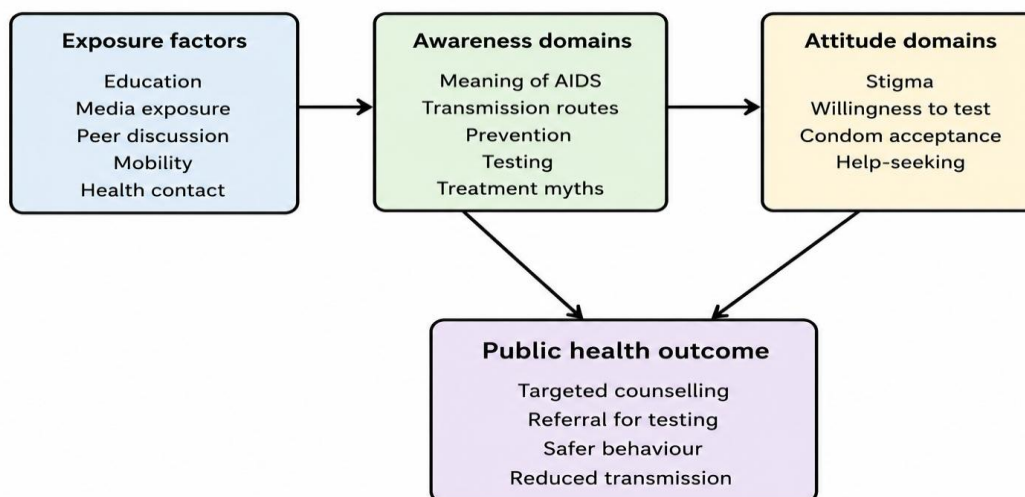 Exposure factors
Education
Media exposure
Peer discussion
Mobility
Health contact
Awareness domains
Meaning of AIDS
Transmission routes
Prevention
Testing
Treatment myths
Attitude domains
Stigma
Willingness to test
Condom acceptance
Help-seeking
Public health outcome
Targeted counselling
Referral for testing
Safer behaviour
Reduced transmission